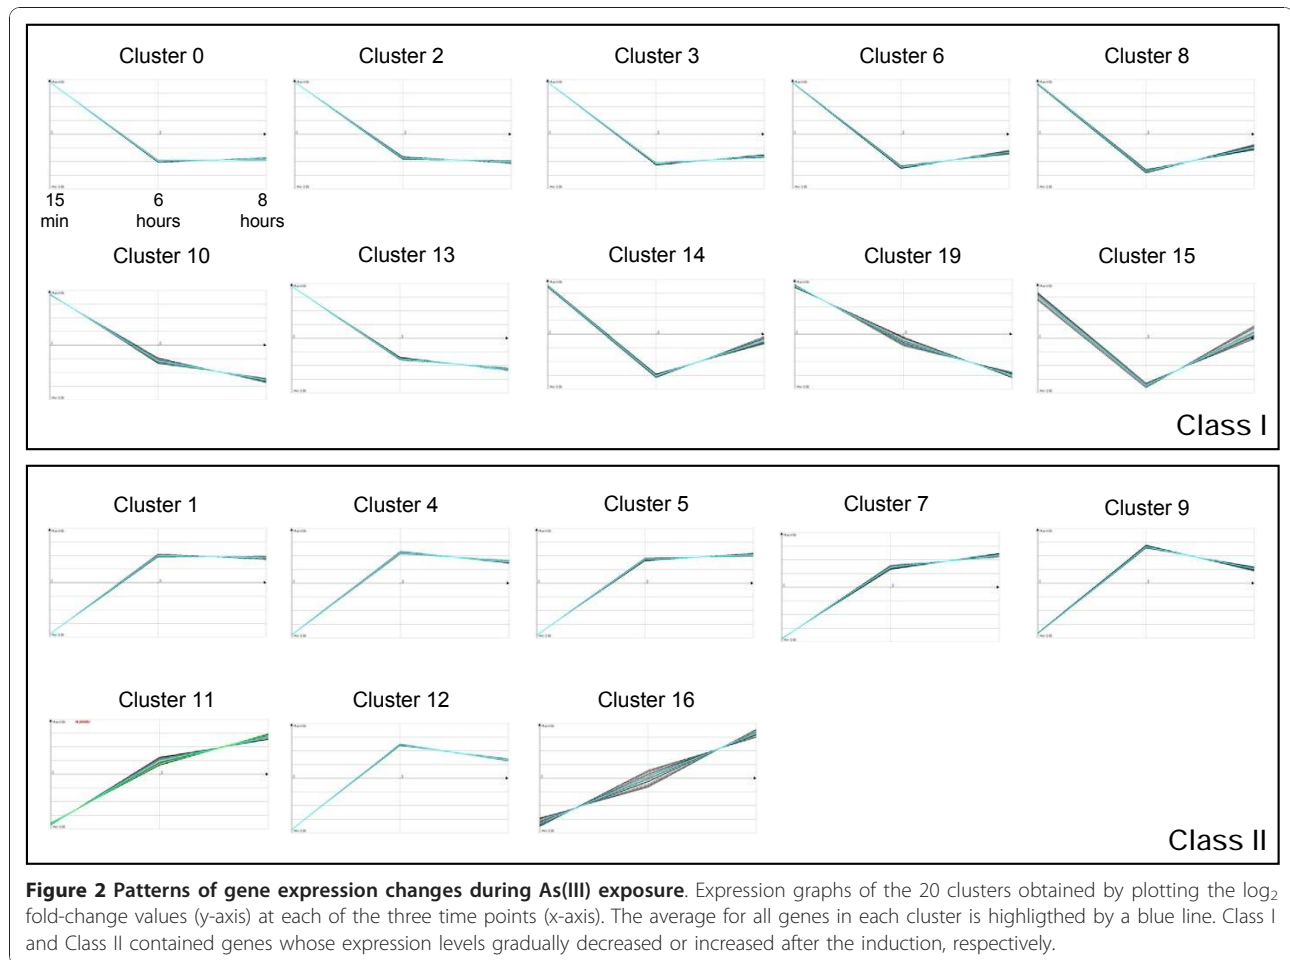 Cluster 0 Cluster 2 Cluster 3 Cluster 6 Cluster 8
15 min 6 hours 8 hours
Cluster 10 Cluster 13 Cluster 14 Cluster 19 Cluster 15
Class I
Cluster 1 Cluster 4 Cluster 5 Cluster 7 Cluster 9
Cluster 11 Cluster 12 Cluster 16
Class II
Figure 2 Patterns of gene expression changes during As(III) exposure. Expression graphs of the 20 clusters obtained by plotting the log₂
fold-change values (y-axis) at each of the three time points (x-axis). The average for all genes in each cluster is highligthed by a blue line. Class I
and Class II contained genes whose expression levels gradually decreased or increased after the induction, respectively.